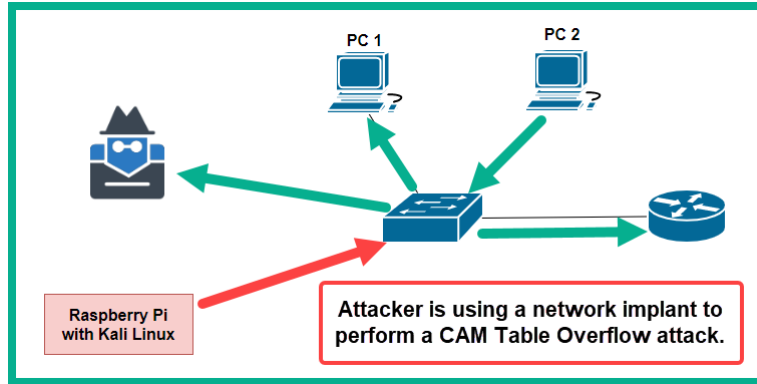 PC 1
PC 2
Raspberry Pi
with Kali Linux
Attacker is using a network implant to
perform a CAM Table Overflow attack.